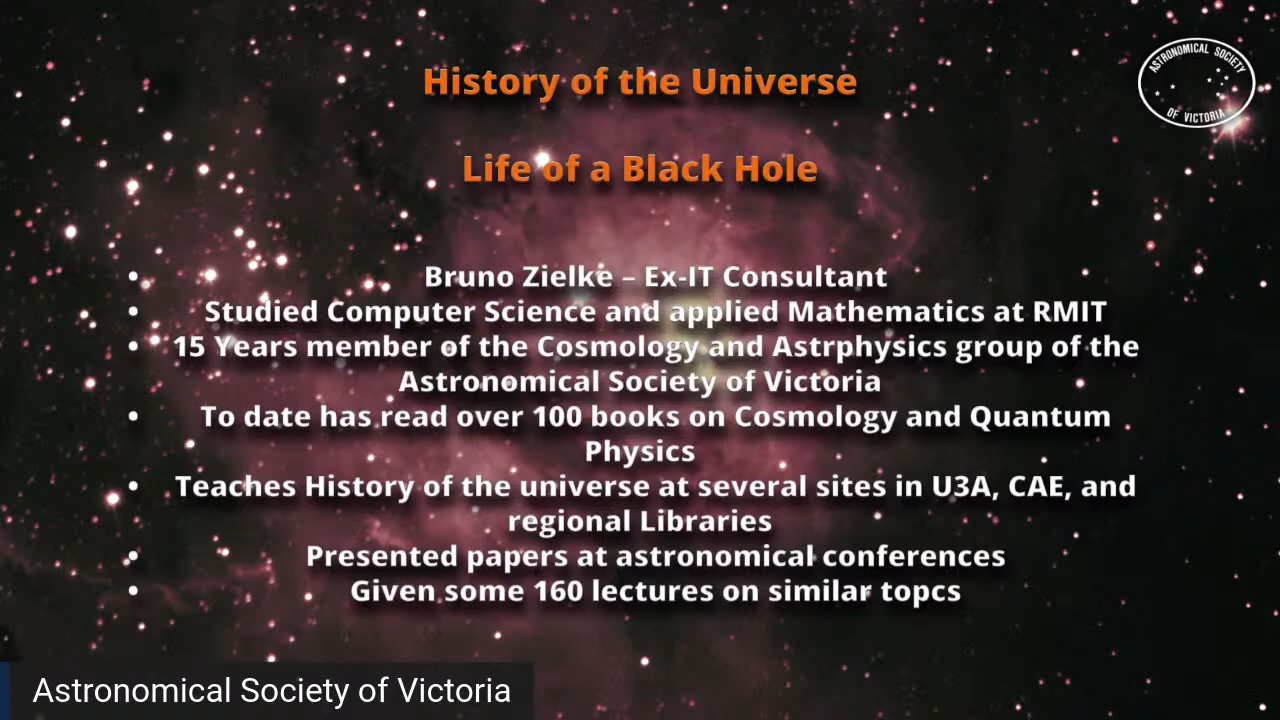 History of the Universe
ASTRONOMICAL SOCIETY
OF VICTORIA
Life of a Black Hole
• Bruno Zielke – Ex-IT Consultant
• Studied Computer Science and applied Mathematics at RMIT
• 15 Years member of the Cosmology and Astrphysics group of the
Astronomical Society of Victoria
• To date has read over 100 books on Cosmology and Quantum
Physics
• Teaches History of the universe at several sites in U3A, CAE, and
regional Libraries
• Presented papers at astronomical conferences
• Given some 160 lectures on similar topcs
Astronomical Society of Victoria